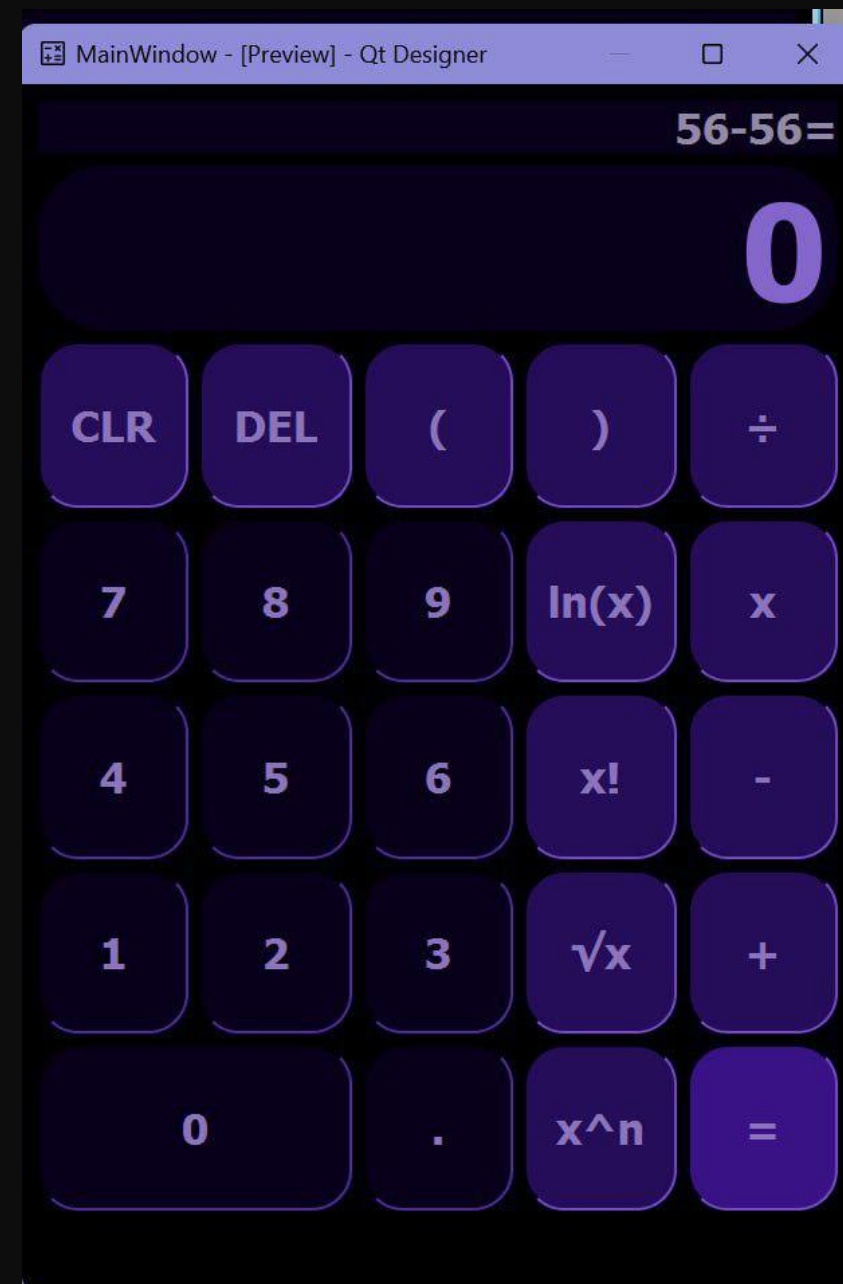 MainWindow - [Preview] - Qt Designer
56-56=
0
CLR DEL ( ) ÷
7 8 9 ln(x) x
4 5 6 x! -
1 2 3 √x +
0 . x^n =